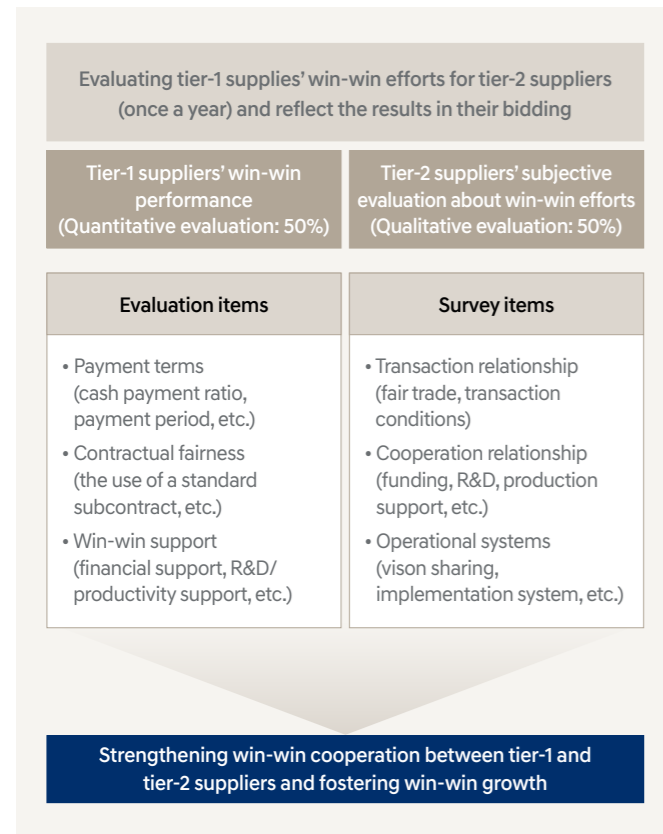 Evaluating tier-1 supplies' win-win efforts for tier-2 suppliers
(once a year) and reflect the results in their bidding
Tier-1 suppliers' win-win
performance
(Quantitative evaluation: 50%)
Tier-2 suppliers' subjective
evaluation about win-win efforts
(Qualitative evaluation: 50%)
Evaluation items
• Payment terms
(cash payment ratio,
payment period, etc.)
• Contractual fairness
(the use of a standard
subcontract, etc.)
• Win-win support
(financial support, R&D/
productivity support, etc.)
Survey items
• Transaction relationship
(fair trade, transaction
conditions)
• Cooperation relationship
(funding, R&D, production
support, etc.)
• Operational systems
(vison sharing,
implementation system, etc.)
Strengthening win-win cooperation between tier-1 and
tier-2 suppliers and fostering win-win growth